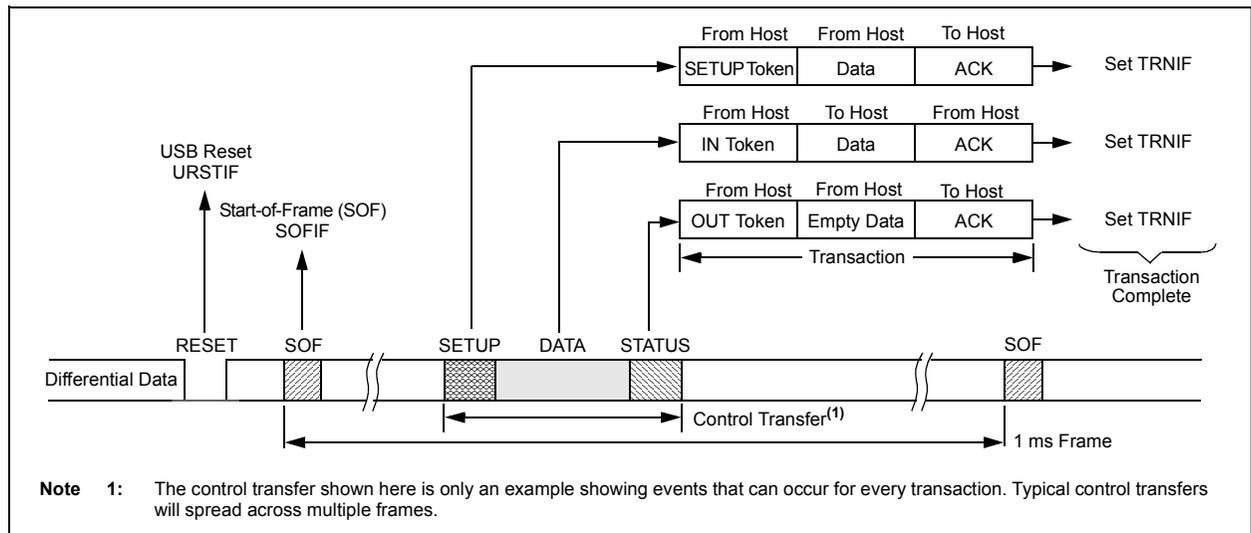 From Host From Host To Host
SETUP Token Data ACK Set TRNIF
From Host To Host From Host
IN Token Data ACK Set TRNIF
USB Reset
URSTIF
From Host From Host To Host
Start-of-Frame (SOF)
SOFIF
OUT Token Empty Data ACK Set TRNIF
Transaction
Transaction
Complete
RESET SOF SETUP DATA STATUS SOF
Differential Data
Control Transfer(1)
1 ms Frame
Note 1: The control transfer shown here is only an example showing events that can occur for every transaction. Typical control transfers
will spread across multiple frames.